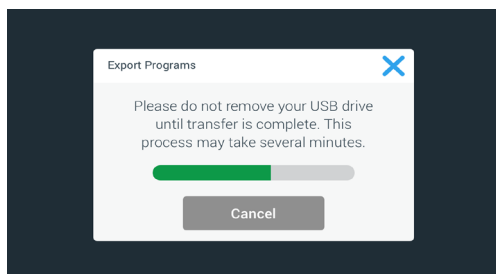 Export Programs
Please do not remove your USB drive
until transfer is complete. This
process may take several minutes.
Cancel